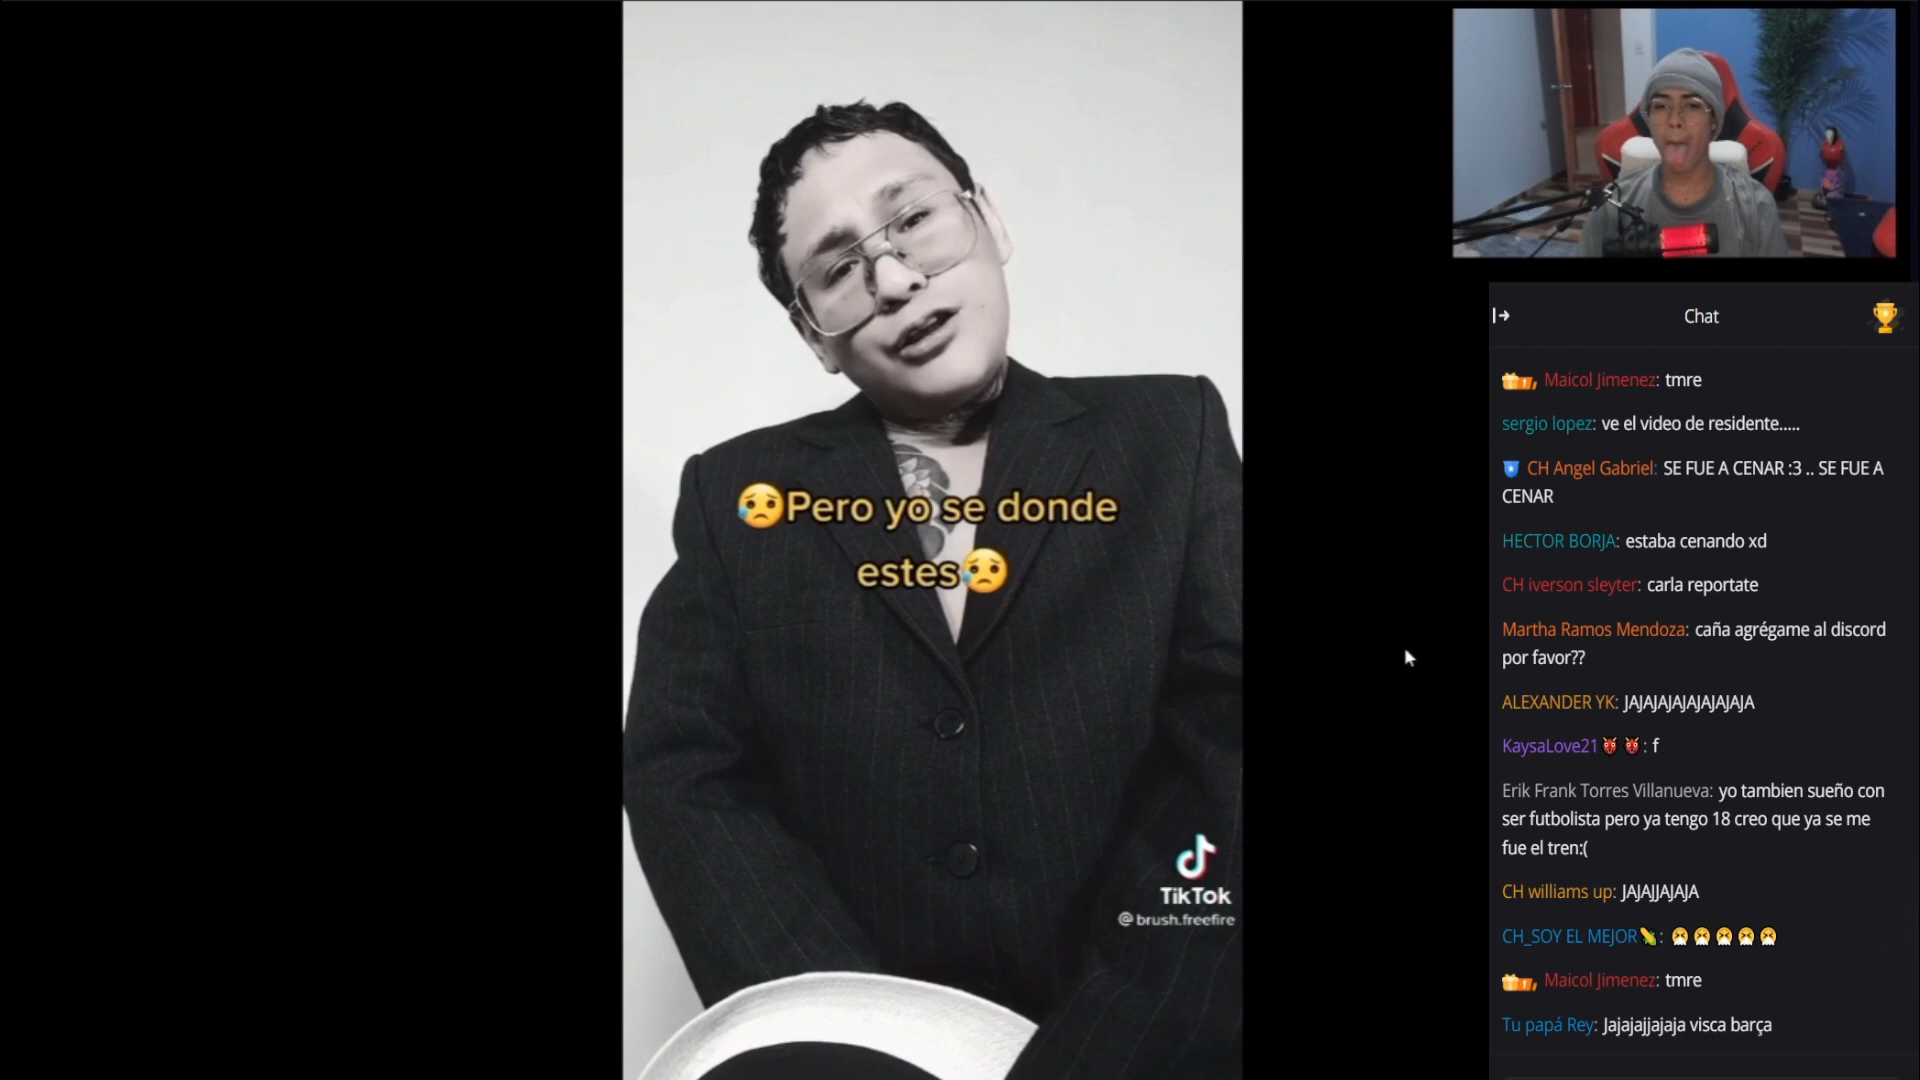 😥Pero yo se donde
estes😥
TikTok
@brush.freefire
Chat
Maicol Jimenez: tmre
sergio lopez: ve el video de residente.....
CH Angel Gabriel: SE FUE A CENAR :3 .. SE FUE A
CENAR
HECTOR BORJA: estaba cenando xd
CH iverson sleyter: carla reportate
Martha Ramos Mendoza: caña agrégame al discord
por favor??
ALEXANDER YK: JAJAJAJAJAJAJAJAJA
KaysaLove21👹👹: f
Erik Frank Torres Villanueva: yo tambien sueño con
ser futbolista pero ya tengo 18 creo que ya se me
fue el tren:(
CH williams up: JAJAJJAJAJA
CH_SOY EL MEJOR🌽: 🤧🤧🤧🤧🤧
Maicol Jimenez: tmre
Tu papá Rey: Jajajajjajaja visca barça